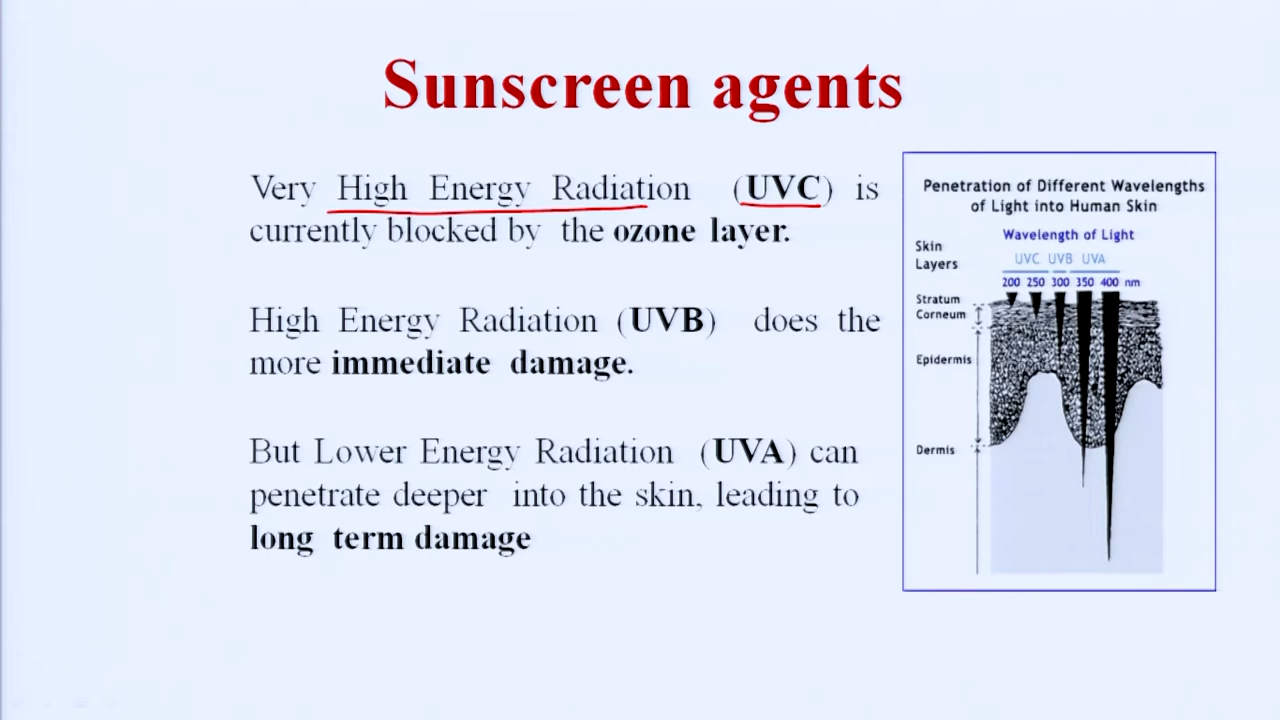 Sunscreen agents
Very High Energy Radiation (UVC) is
currently blocked by the ozone layer.
High Energy Radiation (UVB) does the
more immediate damage.
But Lower Energy Radiation (UVA) can
penetrate deeper into the skin, leading to
long term damage
Penetration of Different Wavelengths
of Light into Human Skin
Wavelength of Light
Skin
Layers
UVC UVB UVA
200 250 300 350 400 nm
Stratum
Corneum
Epidermis
Dermis